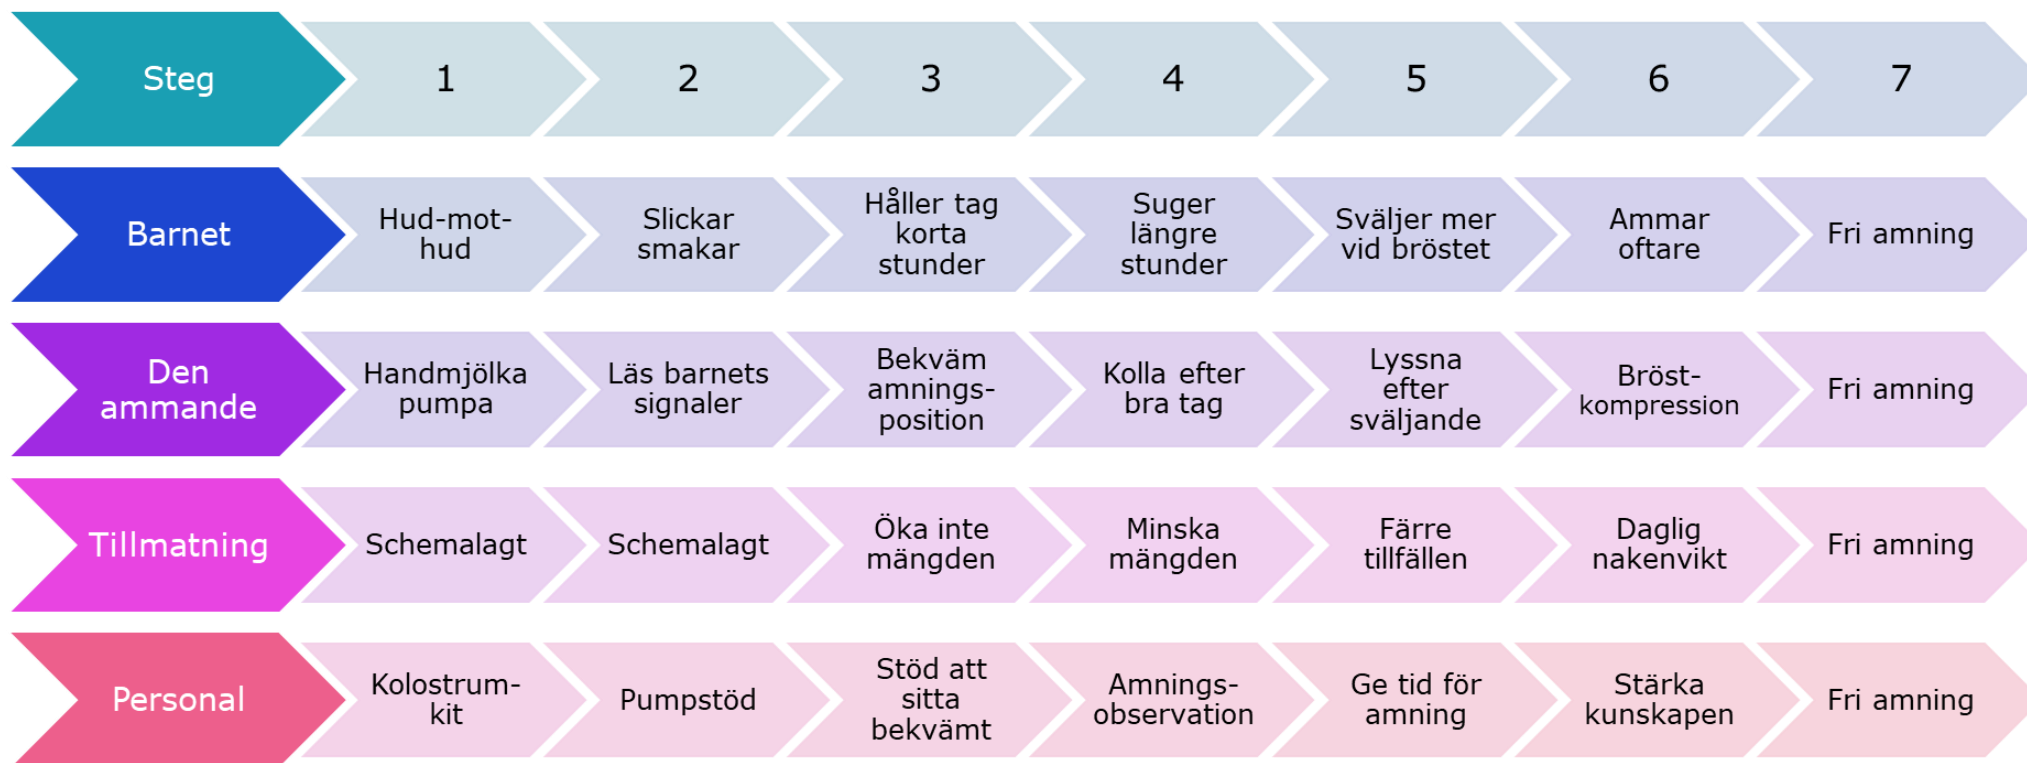 Steg
1
2
3
4
5
6
7
Barnet
Hud-mot-
hud
Slickar
smakar
Håller tag
korta
stunder
Suger
längre
stunder
Sväljer mer
vid bröstet
Ammar
oftare
Fri amning
Den
ammande
Handmjölka
pumpa
Läs barnets
signaler
Bekväm
amnings-
position
Kolla efter
bra tag
Lyssna
efter
sväljande
Bröst-
kompression
Fri amning
Tillmatning
Schemalagt
Schemalagt
Öka inte
mängden
Minska
mängden
Färre
tillfällen
Daglig
nakenvikt
Fri amning
Personal
Kolostrum-
kit
Pumpstöd
Stöd att
sitta
bekvämt
Amnings-
observation
Ge tid för
amning
Stärka
kunskapen
Fri amning